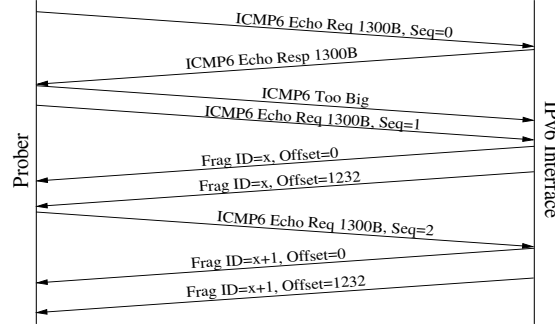 ICMP6 Echo Req 1300B, Seq=0
ICMP6 Echo Resp 1300B
ICMP6 Too Big
ICMP6 Echo Req 1300B, Seq=1
Frag ID=x, Offset=0
Frag ID=x, Offset=1232
ICMP6 Echo Req 1300B, Seq=2
Frag ID=x+1, Offset=0
Frag ID=x+1, Offset=1232
Prober
IPv6 Interface